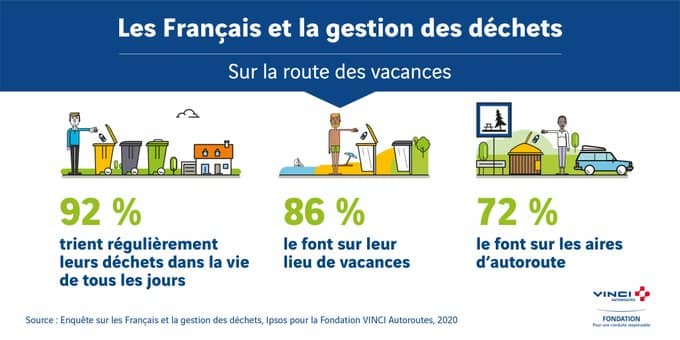 Les Français et la gestion des déchets
Sur la route des vacances
92 %
trient régulièrement
leurs déchets dans la vie
de tous les jours
86 %
le font sur leur
lieu de vacances
72 %
le font sur les aires
d'autoroute
VINCI
AUTOROUTES
FONDATION
Pour une conduite responsable
Source : Enquête sur les Français et la gestion des déchets, Ipsos pour la Fondation VINCI Autoroutes, 2020